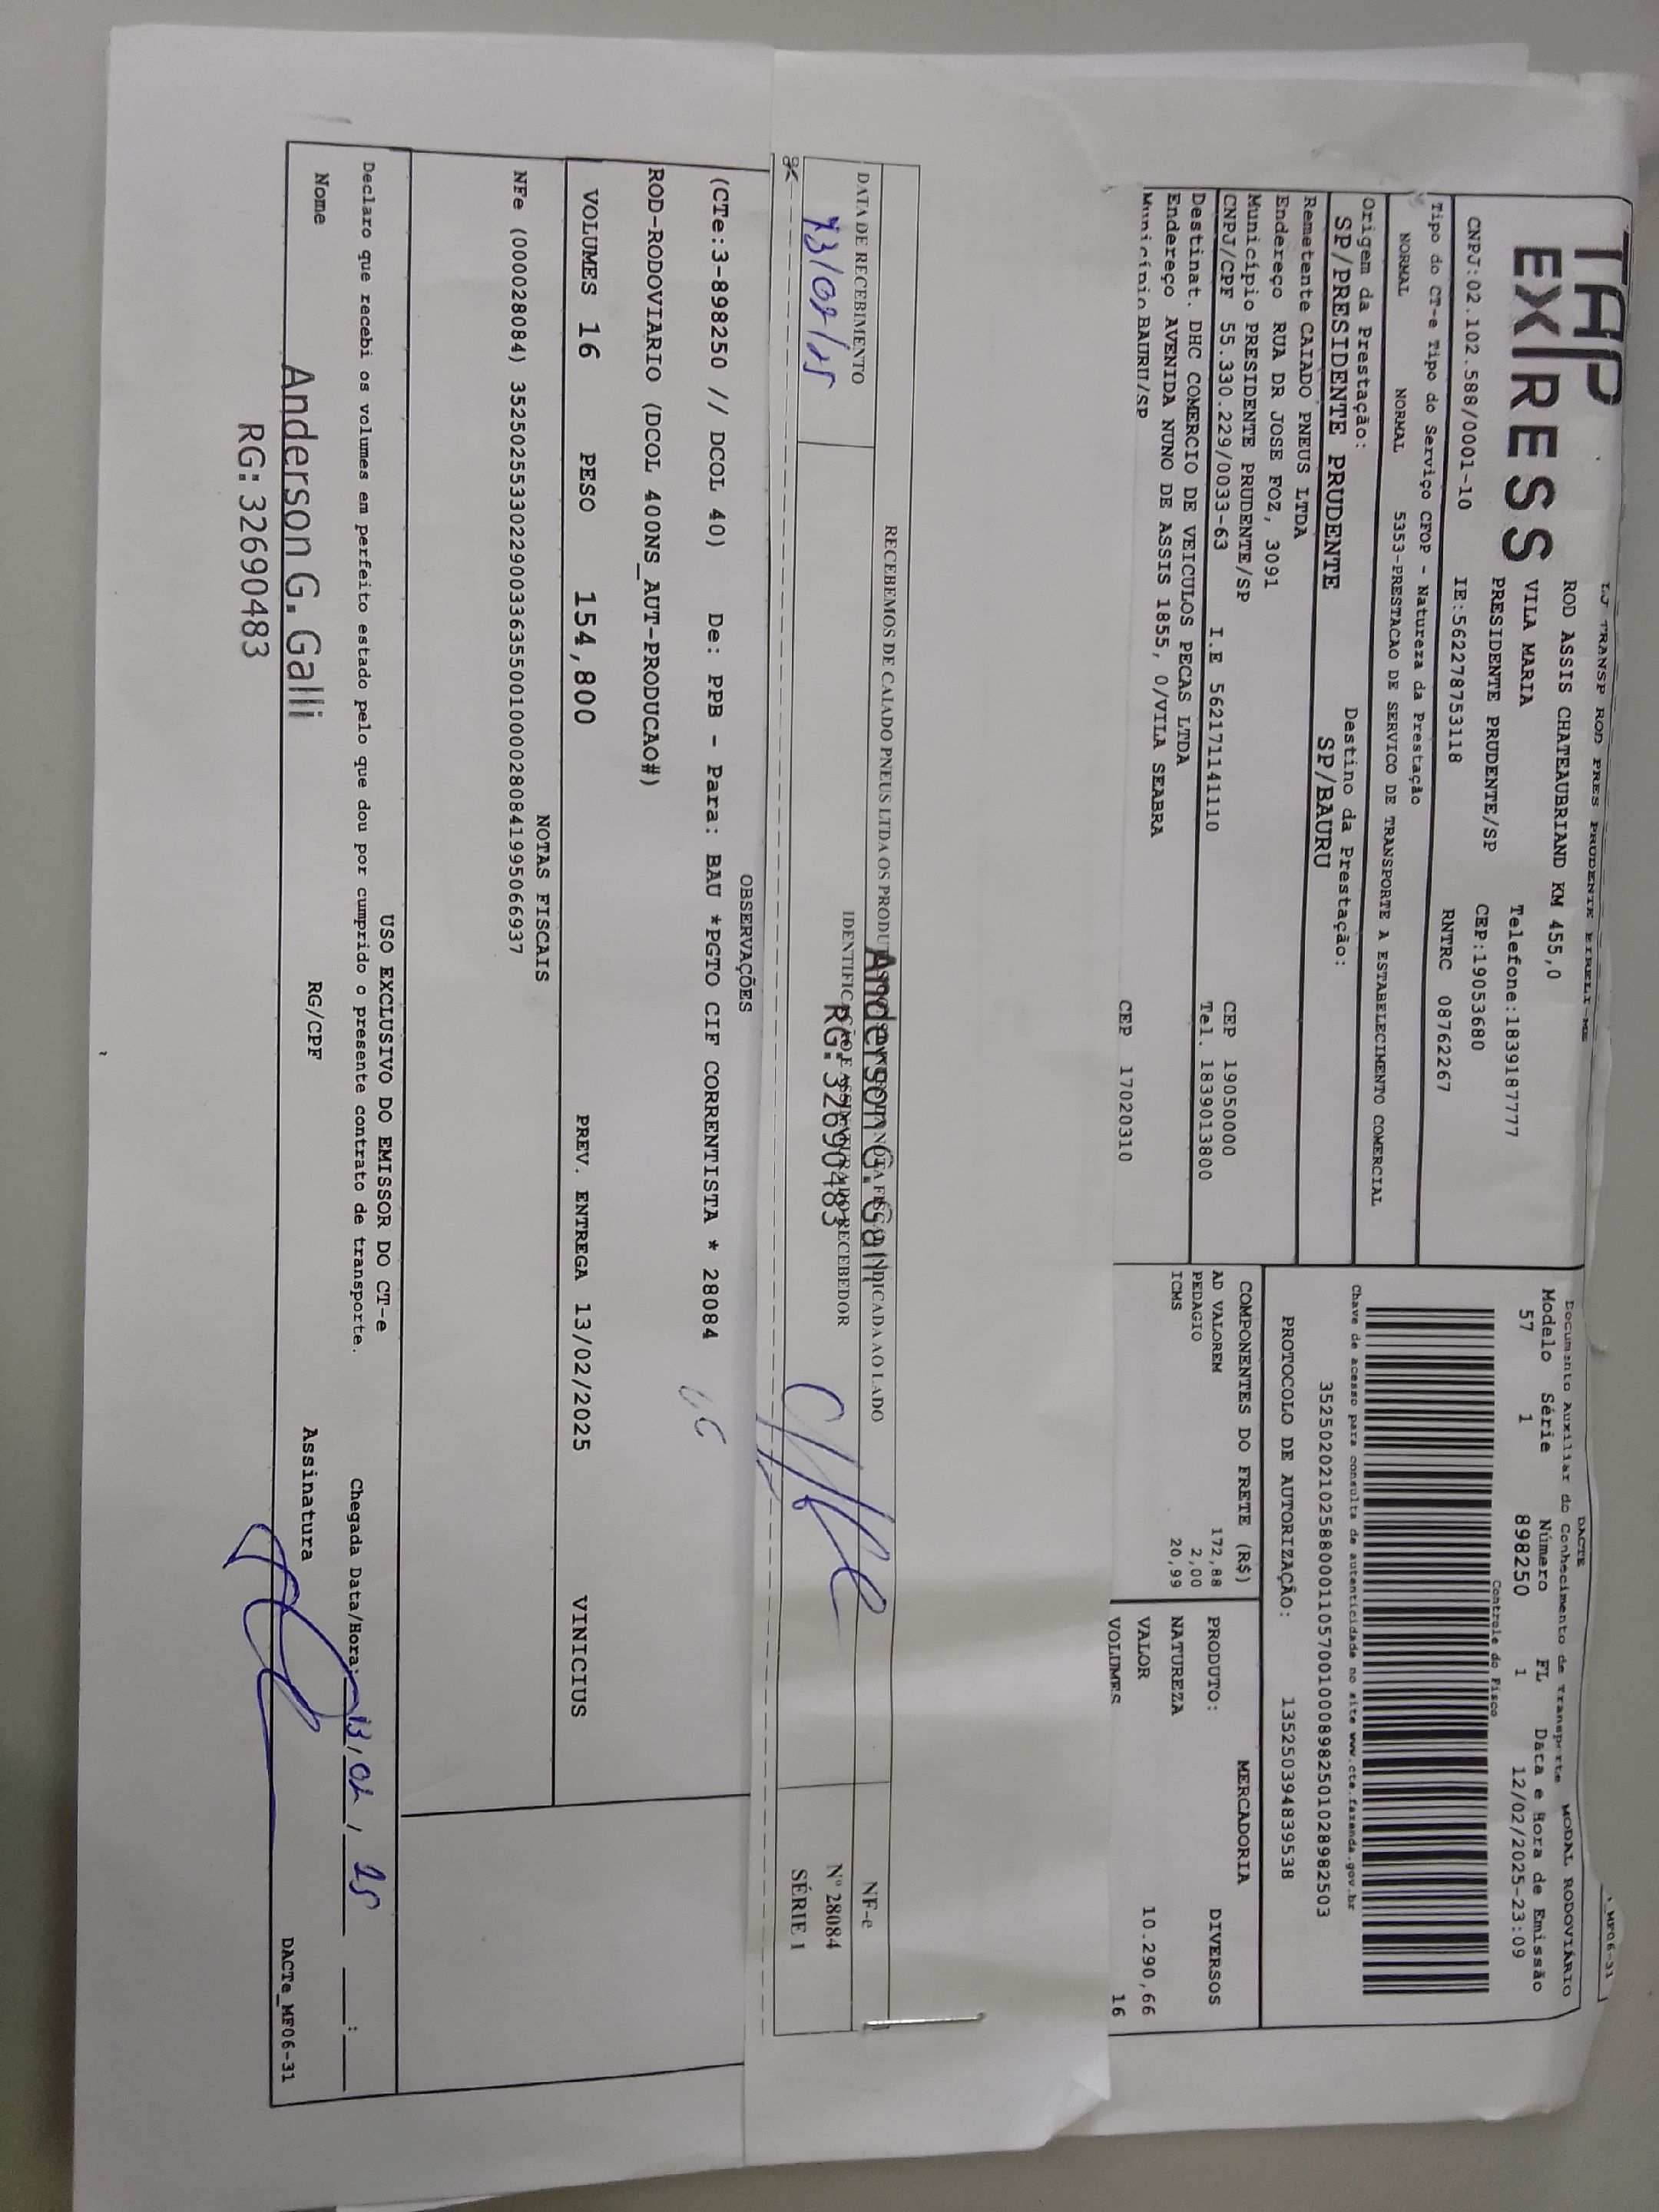 LJ TRANSP ROD PRES PRUDENTE EIRELI-ME
TAP EXPRESS
ROD ASSIS CHATEAUBRIAND KM 455,0
VILA MARIA Telefone:1839187777
PRESIDENTE PRUDENTE/SP CEP:19053680
CNPJ:02.102.588/0001-10 IE:562278753118 RNTRC 08762267
Tipo do CT-e Tipo do Serviço CFOP - Natureza da Prestação
NORMAL NORMAL 5353-PRESTACAO DE SERVICO DE TRANSPORTE A ESTABELECIMENTO COMERCIAL
Origem da Prestação: Destino da Prestação:
SP/PRESIDENTE PRUDENTE SP/BAURU
Remetente CAIADO PNEUS LTDA
Endereço RUA DR JOSE FOZ, 3091
Município PRESIDENTE PRUDENTE/SP CEP 19050000
CNPJ/CPF 55.330.229/0033-63 I.E 562171141110 Tel. 1839013800
Destinat. DHC COMERCIO DE VEICULOS PECAS LTDA
Endereço AVENIDA NUNO DE ASSIS 1855, 0/VILA SEABRA
Município BAURU/SP CEP 17020310
_MF06-31
DACTE
Documento Auxiliar do Conhecimento de Transporte MODAL RODOVIÁRIO
Modelo Série Número FL Data e Hora de Emissão
57 1 898250 1 12/02/2025-23:09
Controle do Fisco
Chave de acesso para consulta de autenticidade no site www.cte.fazenda.gov.br
35250202102588000110570010008982501028982503
PROTOCOLO DE AUTORIZAÇÃO: 135250394839538
COMPONENTES DO FRETE (R$)
AD VALOREM 172,88
PEDAGIO 2,00
ICMS 20,99
MERCADORIA
PRODUTO: DIVERSOS
NATUREZA
VALOR 10.290,66
VOLUMES 16
RECEBEMOS DE CAIADO PNEUS LTDA OS PRODUTOS CONSTANTES NA NOTA FISCAL INDICADA AO LADO
DATA DE RECEBIMENTO
13/02/25
IDENTIFICAÇÃO E ASSINATURA DO RECEBEDOR
Anderson G. Galli
RG: 32690483
NF-e
Nº 28084
SÉRIE 1
OBSERVAÇÕES
(CTe:3-898250 // DCOL 40) De: PPB - Para: BAU *PGTO CIF CORRENTISTA * 28084
ROD-RODOVIARIO (DCOL 400NS_AUT-PRODUCAO#)
VOLUMES 16 PESO 154,800 PREV. ENTREGA 13/02/2025 VINICIUS
NOTAS FISCAIS
NFe (000028084) 35250255330229003363550010000280841995066937
USO EXCLUSIVO DO EMISSOR DO CT-e
Declaro que recebi os volumes em perfeito estado pelo que dou por cumprido o presente contrato de transporte. Chegada Data/Hora: 13/02/25 __:__
Nome RG/CPF Assinatura
Anderson G. Galli
RG: 32690483
DACTe_MF06-31